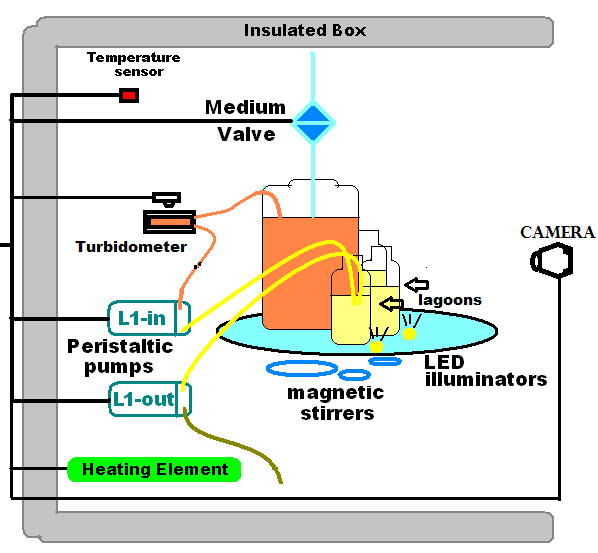 Insulated Box
Temperature
sensor
Medium
Valve
Turbidometer
CAMERA
lagoons
L1-in
Peristaltic
pumps
LED
illuminators
L1-out
magnetic
stirrers
Heating Element